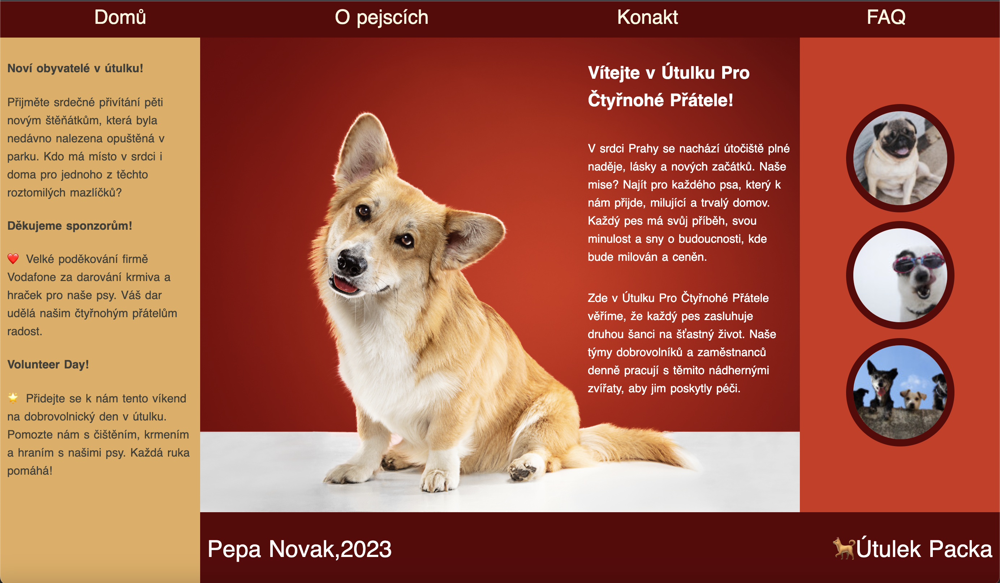 Domů O pejscích Konakt FAQ
Noví obyvatelé v útulku!
Přijměte srdečné přivítání pěti
novým štěňátkům, která byla
nedávno nalezena opuštěná v
parku. Kdo má místo v srdci i
doma pro jednoho z těchto
roztomilých mazlíčků?
Děkujeme sponzorům!
❤️ Velké poděkování firmě
Vodafone za darování krmiva a
hraček pro naše psy. Váš dar
udělá našim čtyřnohým přátelům
radost.
Volunteer Day!
🌟 Přidejte se k nám tento víkend
na dobrovolnický den v útulku.
Pomozte nám s čištěním, krmením
a hraním s našimi psy. Každá ruka
pomáhá!
Vítejte v Útulku Pro
Čtyřnohé Přátele!
V srdci Prahy se nachází útočiště plné
naděje, lásky a nových začátků. Naše
mise? Najít pro každého psa, který k
nám přijde, milující a trvalý domov.
Každý pes má svůj příběh, svou
minulost a sny o budoucnosti, kde
bude milován a ceněn.
Zde v Útulku Pro Čtyřnohé Přátele
věříme, že každý pes zasluhuje
druhou šanci na šťastný život. Naše
týmy dobrovolníků a zaměstnanců
denně pracují s těmito nádhernými
zvířaty, aby jim poskytly péči.
Pepa Novak,2023
🐕Útulek Packa